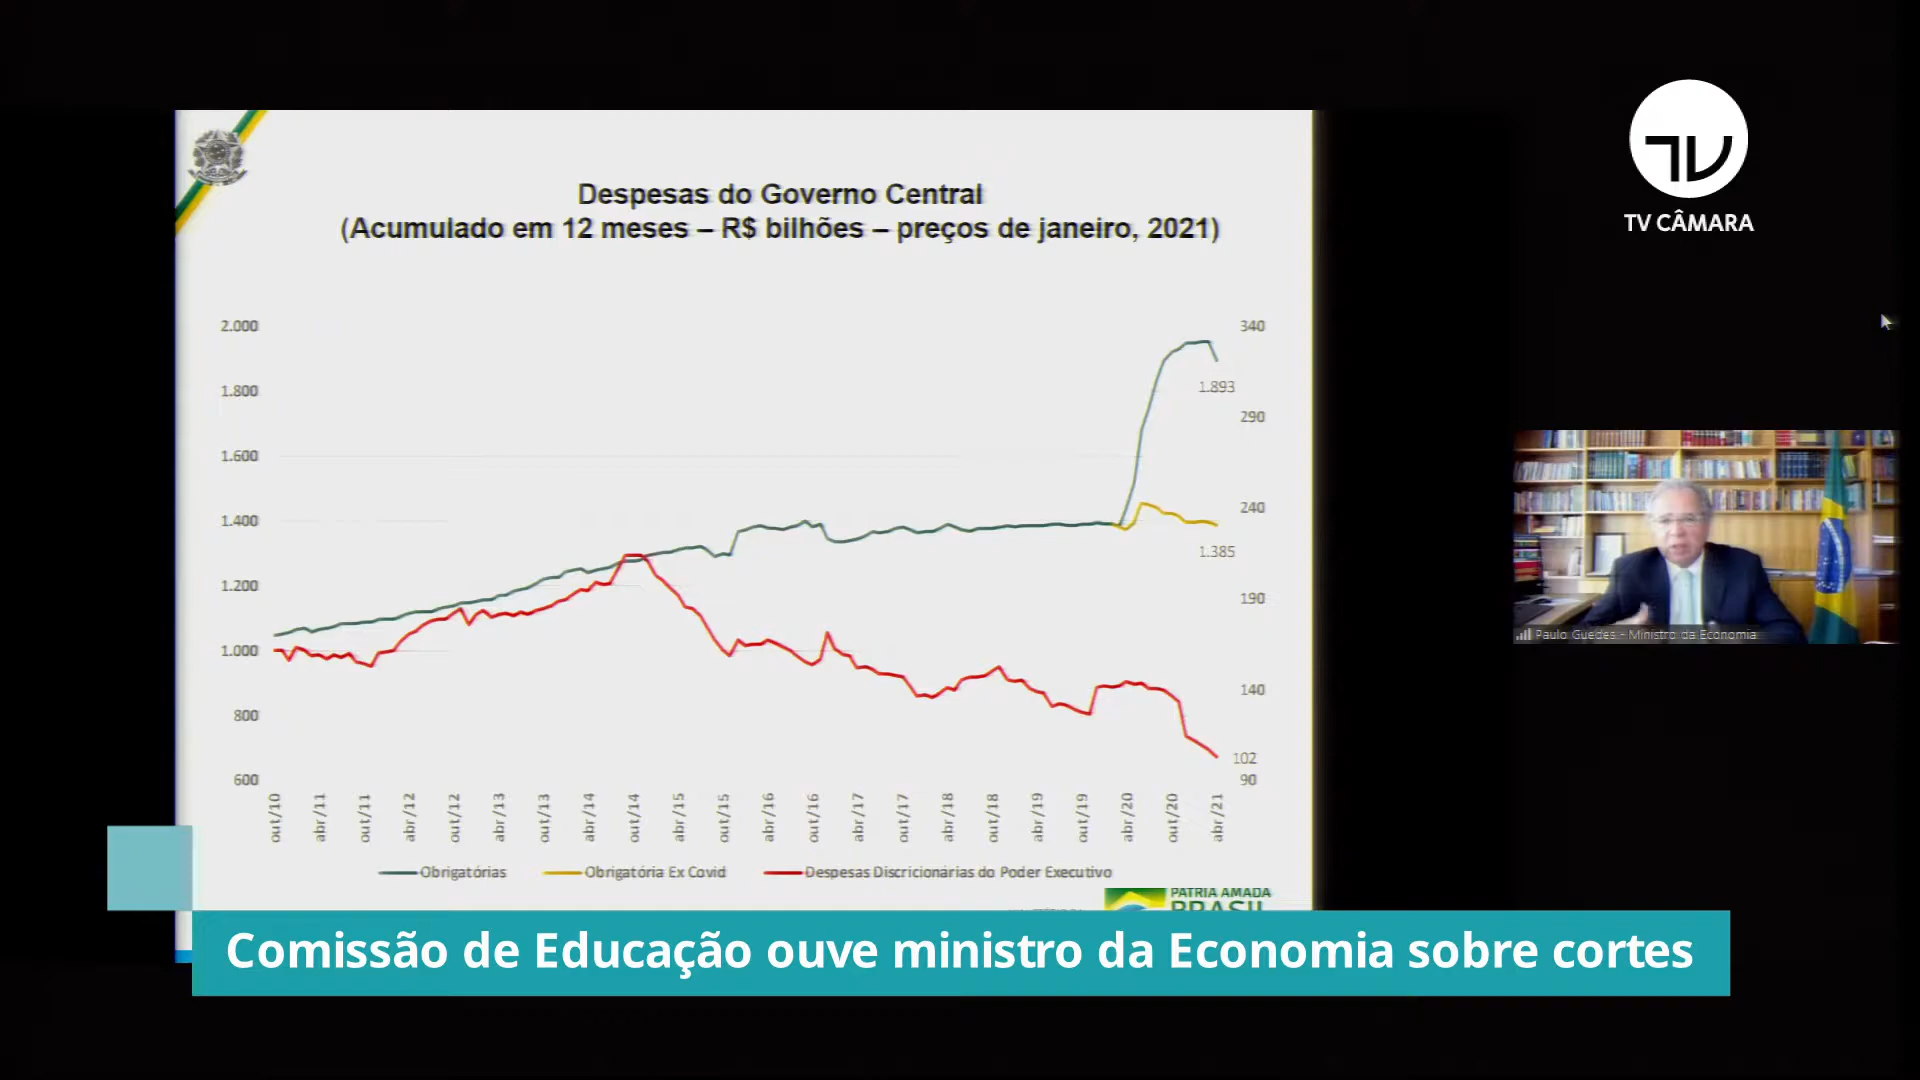 TV CÂMARA
Despesas do Governo Central
(Acumulado em 12 meses – R$ bilhões – preços de janeiro, 2021)
2.000
1.800
1.600
1.400
1.200
1.000
800
600
340
290
240
190
140
90
1.893
1.385
102
out/10
abr/11
out/11
abr/12
out/12
abr/13
out/13
abr/14
out/14
abr/15
out/15
abr/16
out/16
abr/17
out/17
abr/18
out/18
abr/19
out/19
abr/20
out/20
abr/21
Obrigatórias
Obrigatória Ex Covid
Despesas Discricionárias do Poder Executivo
PÁTRIA AMADA
BRASIL
Paulo Guedes - Ministro da Economia
Comissão de Educação ouve ministro da Economia sobre cortes